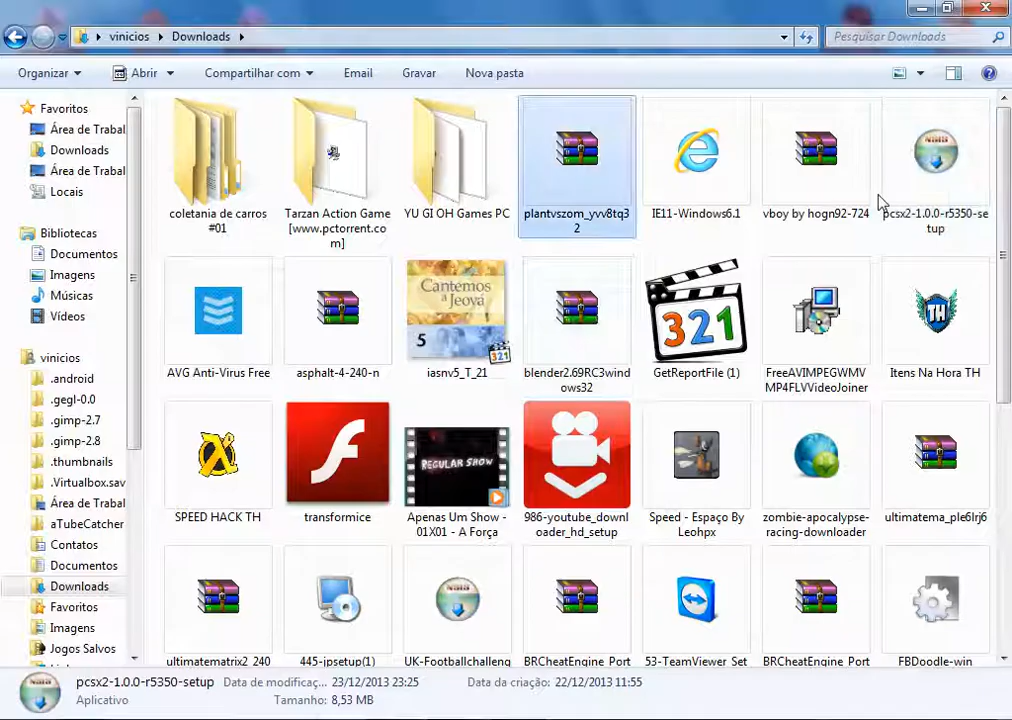 vinicios Downloads
Pesquisar Downloads
Organizar Abrir Compartilhar com Email Gravar Nova pasta
Favoritos
Área de Trabal
Downloads
Área de Trabal
Locais
Bibliotecas
Documentos
Imagens
Músicas
Vídeos
vinicios
.android
.gegl-0.0
.gimp-2.7
.gimp-2.8
.thumbnails
.Virtualbox.sav
Área de Trabal
aTubeCatcher
Contatos
Documentos
Downloads
Favoritos
Imagens
Jogos Salvos
coletania de carros
#01
Tarzan Action Game
[www.pctorrent.co
m]
YU GI OH Games PC
plantvszom_yvv8tq3
2
IE11-Windows6.1
vboy by hogn92-724
pcsx2-1.0.0-r5350-se
tup
AVG Anti-Virus Free
asphalt-4-240-n
Cantemos
a Jeová
5
321
iasnv5_T_21
blender2.69RC3wind
ows32
321
GetReportFile (1)
FreeAVIMPEGWMV
MP4FLVVideoJoiner
TH
Itens Na Hora TH
SPEED HACK TH
transformice
REGULAR SHOW
Apenas Um Show -
01X01 - A Força
986-youtube_downl
oader_hd_setup
Speed - Espaço By
Leohpx
zombie-apocalypse-
racing-downloader
ultimatema_ple6lrj6
ultimatematrix2_240
445-jpsetup(1)
UK-Footballchalleng
BRCheatEngine_Port
53-TeamViewer_Set
BRCheatEngine_Port
FBDoodle-win
pcsx2-1.0.0-r5350-setup Data de modificaç... 23/12/2013 23:25 Data da criação: 22/12/2013 11:55
Aplicativo Tamanho: 8,53 MB